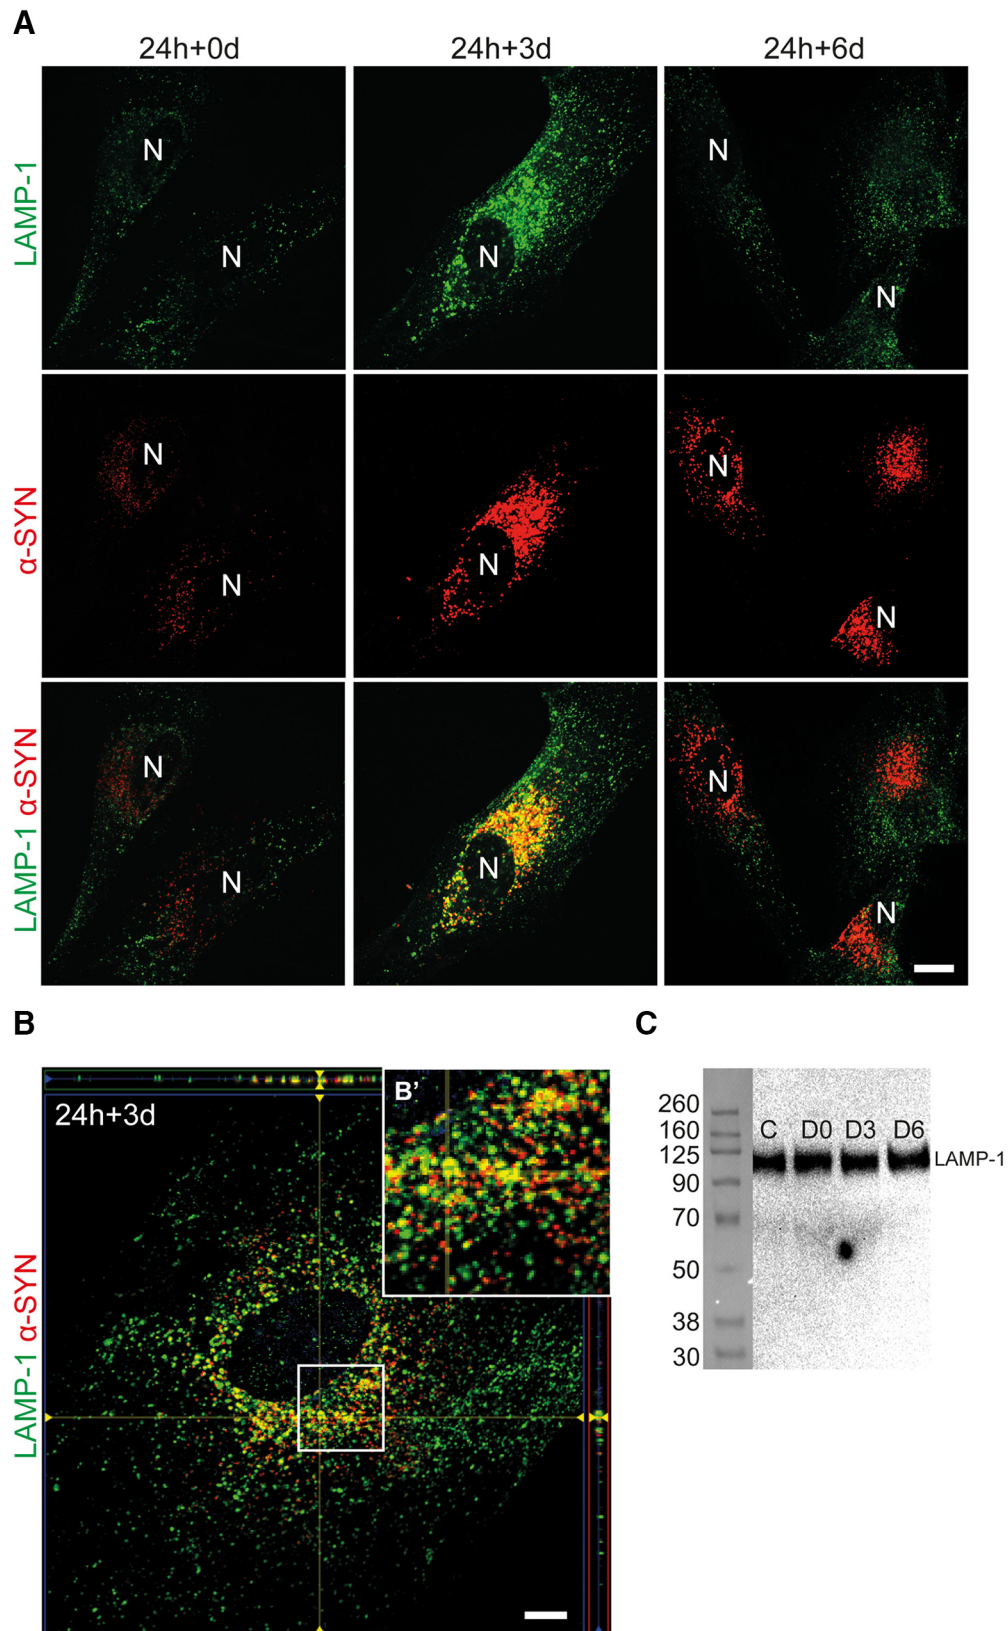 A
24h+0d
24h+3d
24h+6d
LAMP-1
N
N
N
N
N
α-SYN
N
N
N
N
N
LAMP-1 α-SYN
N
N
N
N
N
B
24h+3d
B'
LAMP-1 α-SYN
C
260
160
125
90
70
50
38
30
C D0 D3 D6
LAMP-1